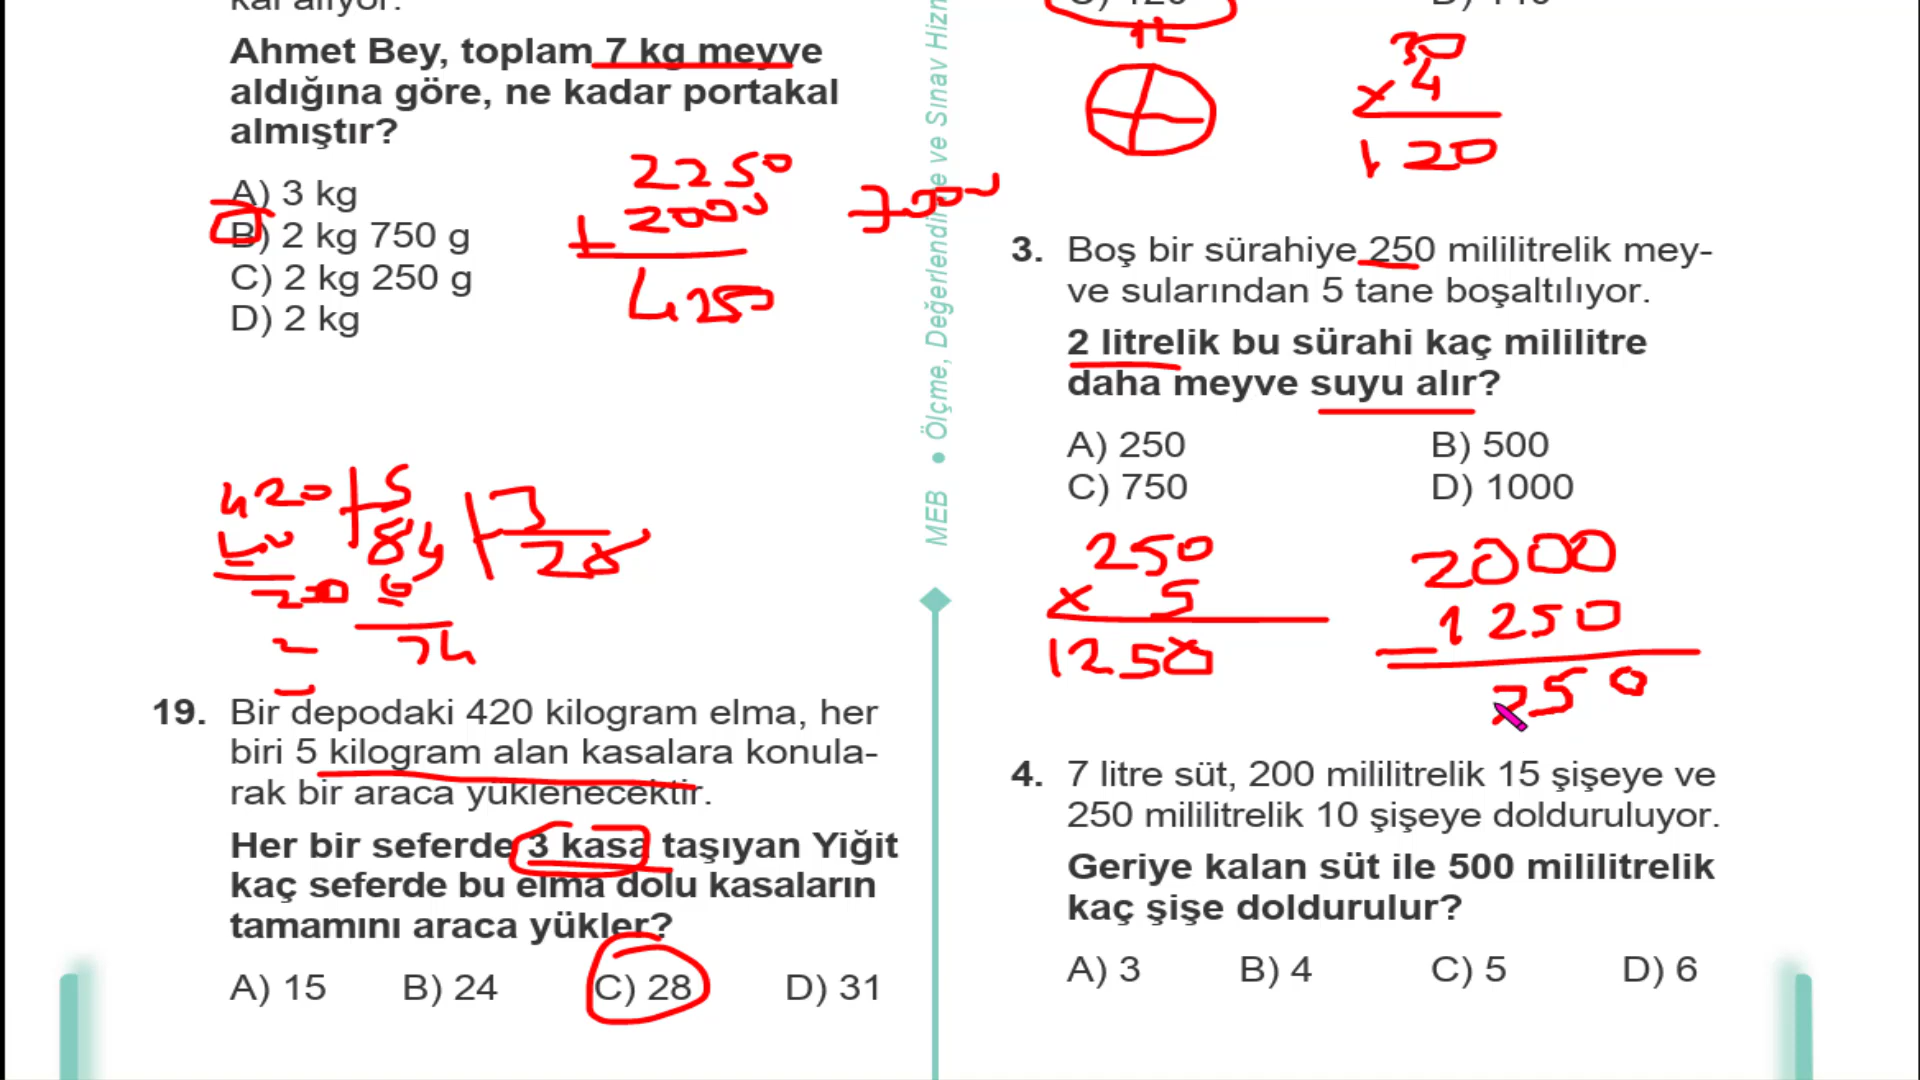 kal alıyor.
Ahmet Bey, toplam 7 kg meyve
aldığına göre, ne kadar portakal
almıştır?
A) 3 kg
B) 2 kg 750 g
C) 2 kg 250 g
D) 2 kg
2250
+ 2000
4250
7000
420 5
84 3
28
19. Bir depodaki 420 kilogram elma, her
biri 5 kilogram alan kasalara konula-
rak bir araca yüklenecektir.
Her bir seferde 3 kasa taşıyan Yiğit
kaç seferde bu elma dolu kasaların
tamamını araca yükler?
A) 15 B) 24 C) 28 D) 31
MEB • Ölçme, Değerlendirme ve Sınav Hizm
C) 120 D) 140
30
x 4
120
3. Boş bir sürahiye 250 mililitrelik mey-
ve sularından 5 tane boşaltılıyor.
2 litrelik bu sürahi kaç mililitre
daha meyve suyu alır?
A) 250 B) 500
C) 750 D) 1000
250
x 5
1250
2000
- 1250
750
4. 7 litre süt, 200 mililitrelik 15 şişeye ve
250 mililitrelik 10 şişeye dolduruluyor.
Geriye kalan süt ile 500 mililitrelik
kaç şişe doldurulur?
A) 3 B) 4 C) 5 D) 6